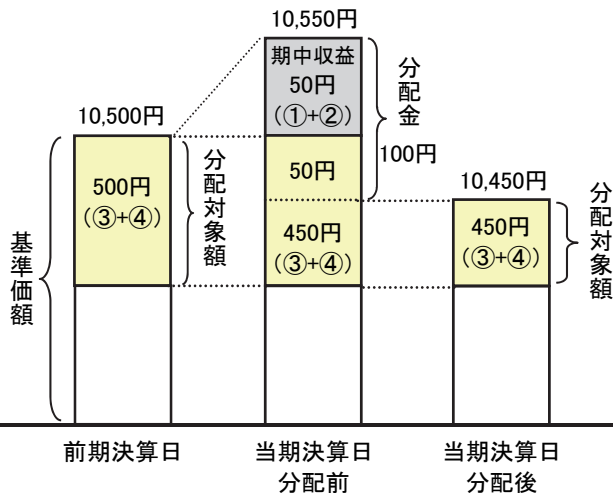 10,550円
期中収益
50円
(①+②)
分配金
100円
10,500円
500円
(③+④)
分配対象額
50円
450円
(③+④)
10,450円
450円
(③+④)
分配対象額
基準価額
前期決算日
当期決算日
分配前
当期決算日
分配後